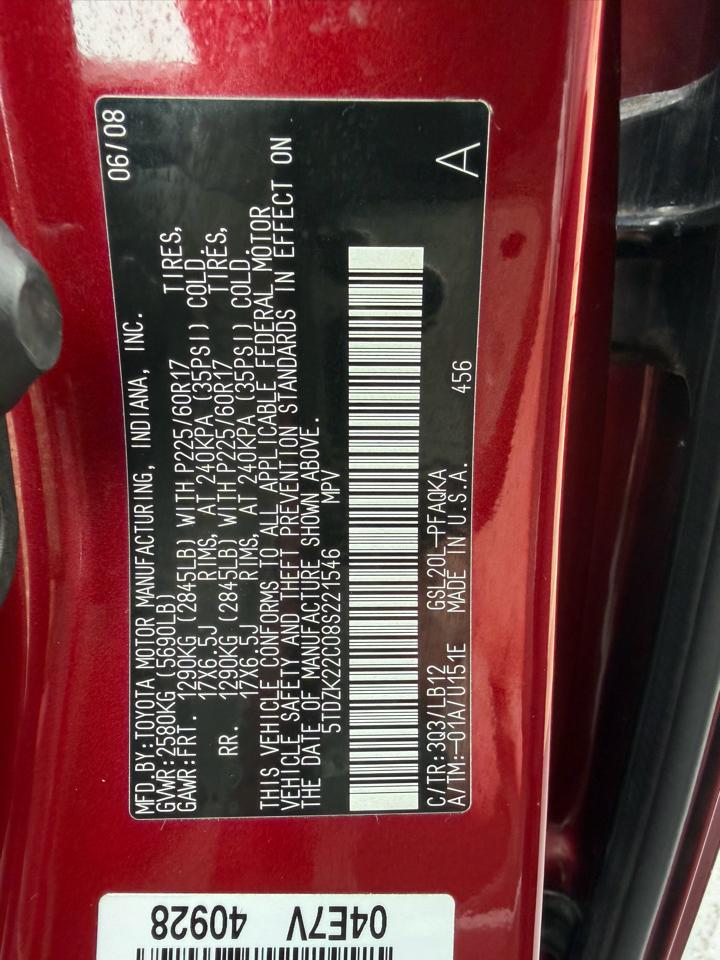 MFD.BY:TOYOTA MOTOR MANUFACTURING, INDIANA, INC. 06/08
GVWR:2580KG (5690LB)
GAWR:FRT. 1290KG (2845LB) WITH P225/60R17 TIRES,
17X6.5J RIMS, AT 240KPA (35PSI) COLD
RR. 1290KG (2845LB) WITH P225/60R17 TIRES,
17X6.5J RIMS, AT 240KPA (35PSI) COLD.
THIS VEHICLE CONFORMS TO ALL APPLICABLE FEDERAL MOTOR
VEHICLE SAFETY AND THEFT PREVENTION STANDARDS IN EFFECT ON
THE DATE OF MANUFACTURE SHOWN ABOVE.
5TDZK22C08S221546 MPV
C/TR:3Q3/LB12 GSL20L-PFAQKA
A/TM:-01A/U151E MADE IN U.S.A. 456 A
04E7V 40928